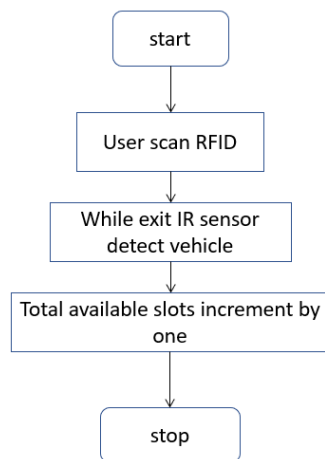 start
User scan RFID
While exit IR sensor
detect vehicle
Total available slots increment by
one
stop